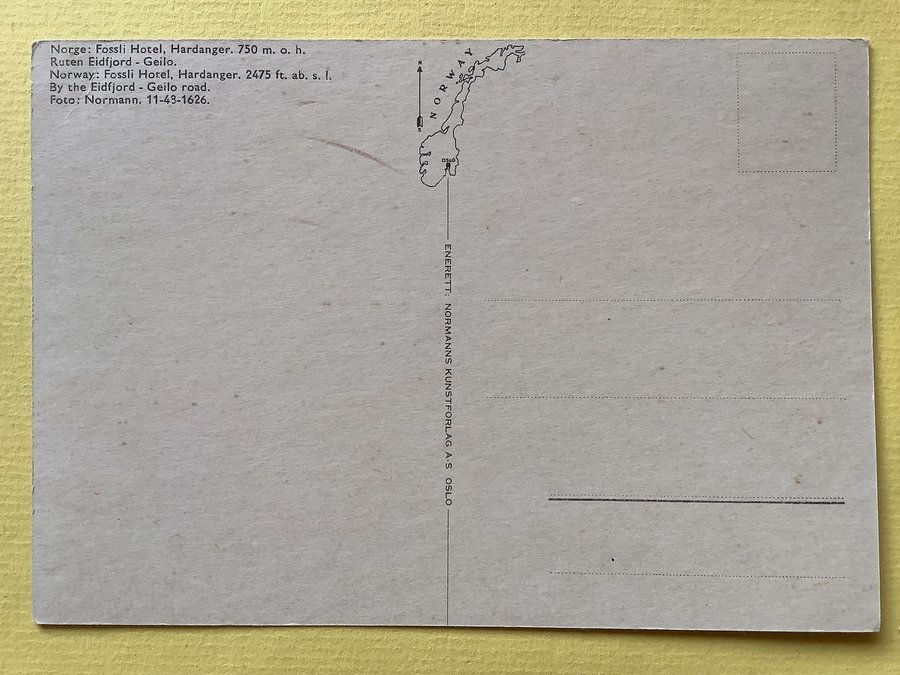 Norge: Fossli Hotel, Hardanger. 750 m. o. h.
Ruten Eidfjord - Geilo.
Norway: Fossli Hotel, Hardanger. 2475 ft. ab. s. l.
By the Eidfjord - Geilo road.
Foto: Normann. 11-43-1626.
N
S
NORWAY
OSLO
ENERETT: NORMANNS KUNSTFORLAG A-S OSLO